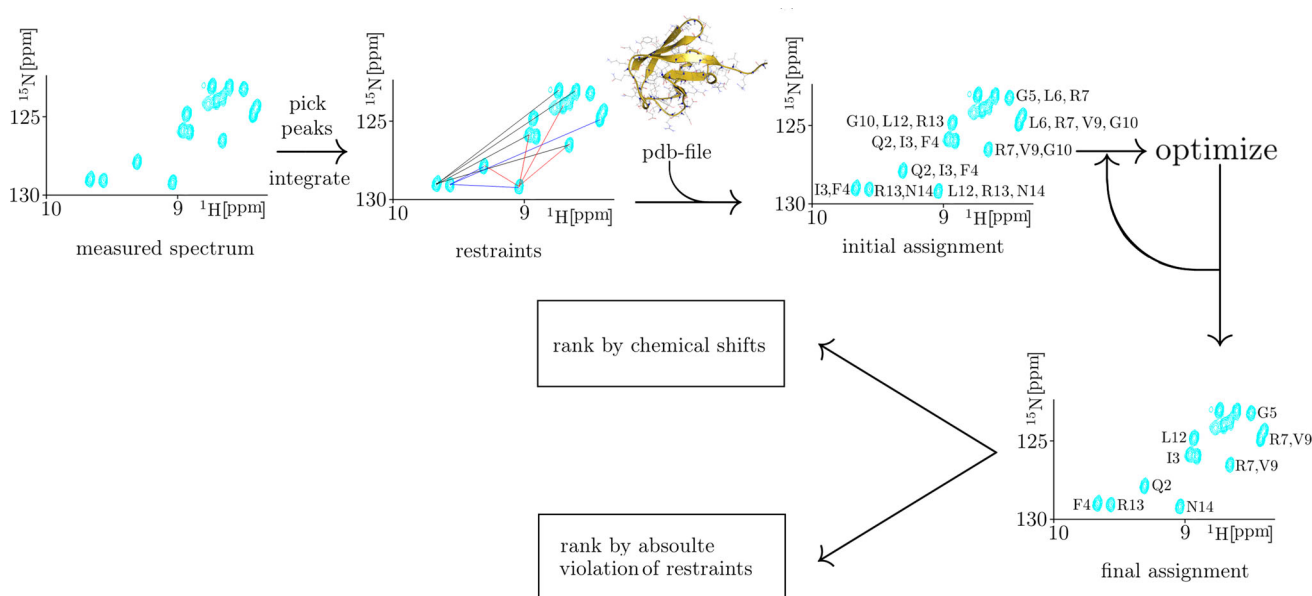 ¹⁵N[ppm]
125
130
10
9
¹H[ppm]
measured spectrum
pick
peaks
integrate
¹⁵N[ppm]
125
130
10
9
¹H[ppm]
restraints
pdb-file
¹⁵N[ppm]
125
130
10
9
¹H[ppm]
G5, L6, R7
G10, L12, R13
L6, R7, V9, G10
Q2, I3, F4
R7,V9,G10
Q2, I3, F4
I3,F4
R13,N14
L12, R13, N14
initial assignment
optimize
rank by chemical shifts
rank by absoulte
violation of restraints
¹⁵N[ppm]
125
130
10
9
¹H[ppm]
G5
L12
R7,V9
I3
R7,V9
Q2
F4
R13
N14
final assignment